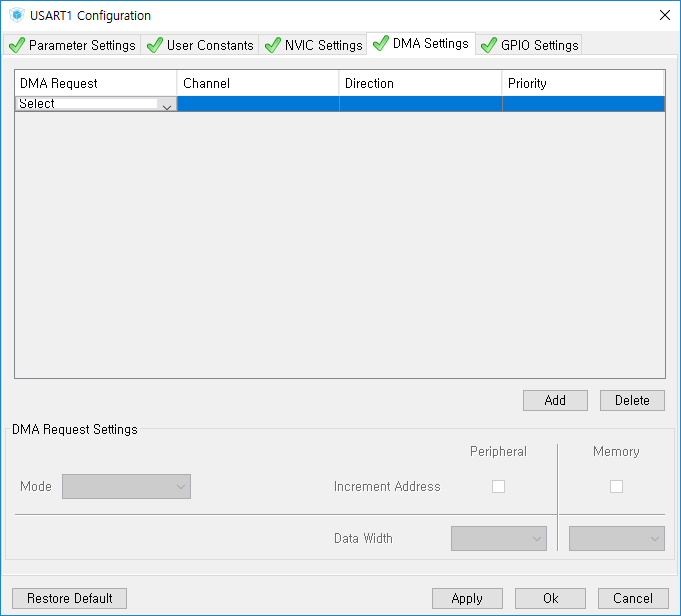 USART1 Configuration
Parameter Settings User Constants NVIC Settings DMA Settings GPIO Settings
DMA Request Channel Direction Priority
Select
Add Delete
DMA Request Settings
Peripheral Memory
Mode Increment Address
Data Width
Restore Default Apply Ok Cancel